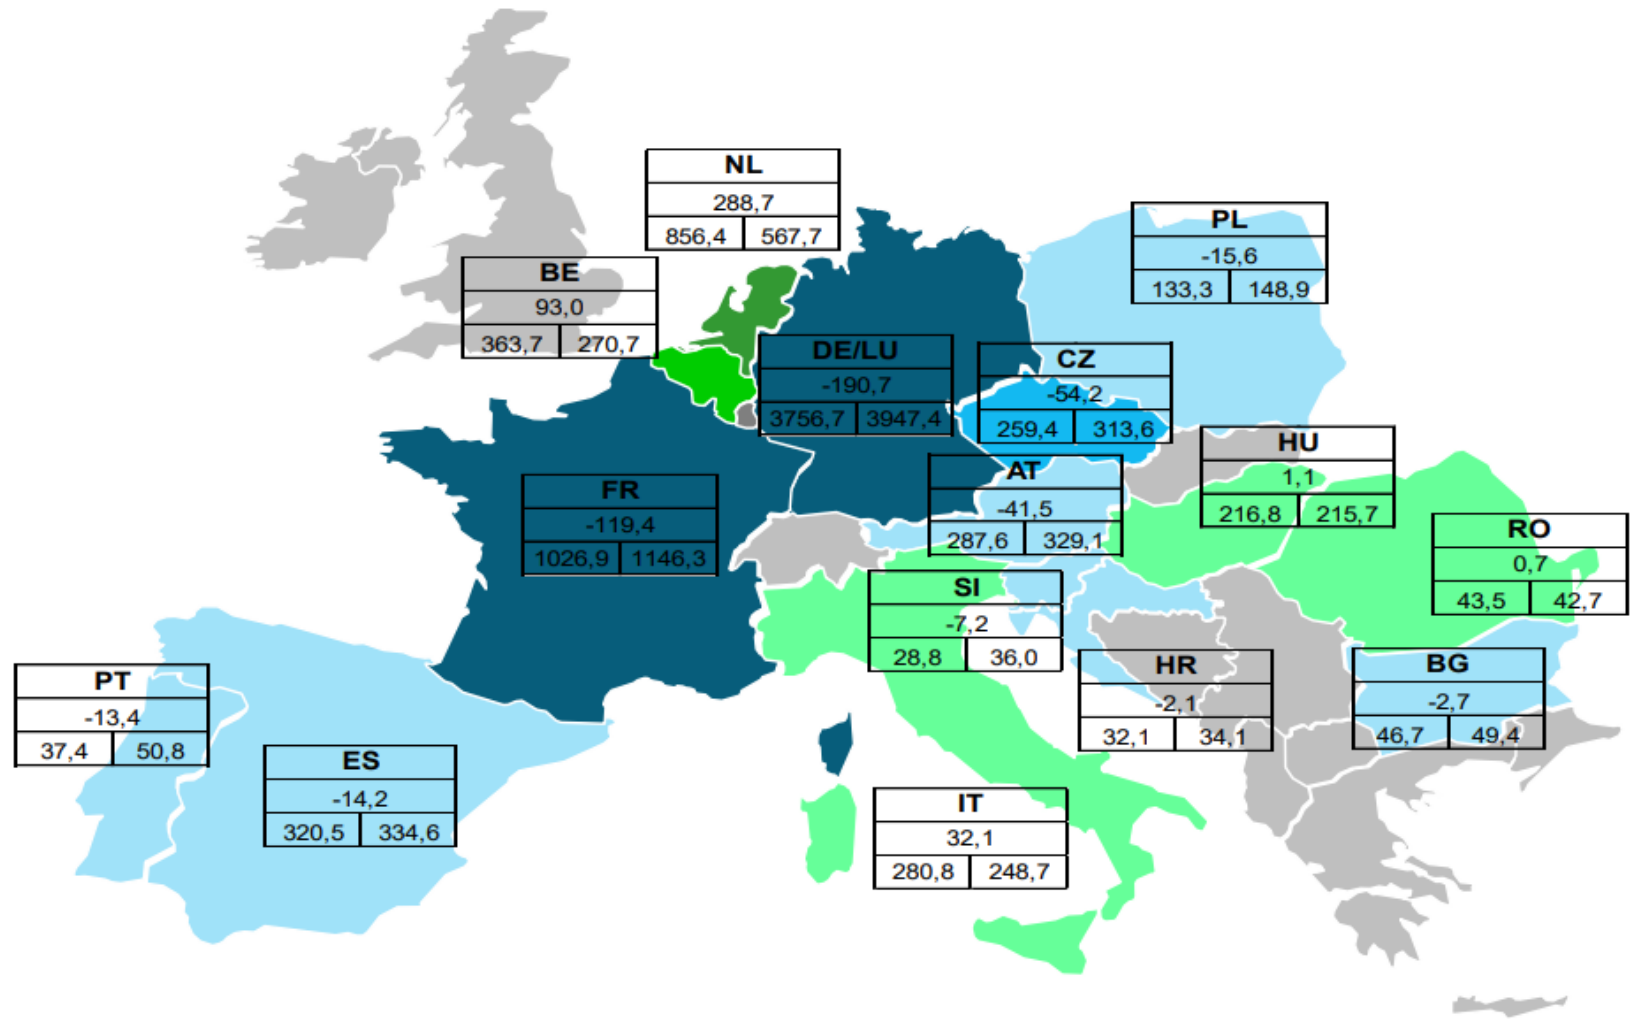 NL
288,7
856,4 567,7
PL
-15,6
133,3 148,9
BE
93,0
363,7 270,7
DE/LU
-190,7
3756,7 3947,4
CZ
-54,2
259,4 313,6
HU
1,1
216,8 215,7
AT
-41,5
287,6 329,1
FR
-119,4
1026,9 1146,3
RO
0,7
43,5 42,7
SI
-7,2
28,8 36,0
HR
-2,1
32,1 34,1
BG
-2,7
46,7 49,4
PT
-13,4
37,4 50,8
ES
-14,2
320,5 334,6
IT
32,1
280,8 248,7